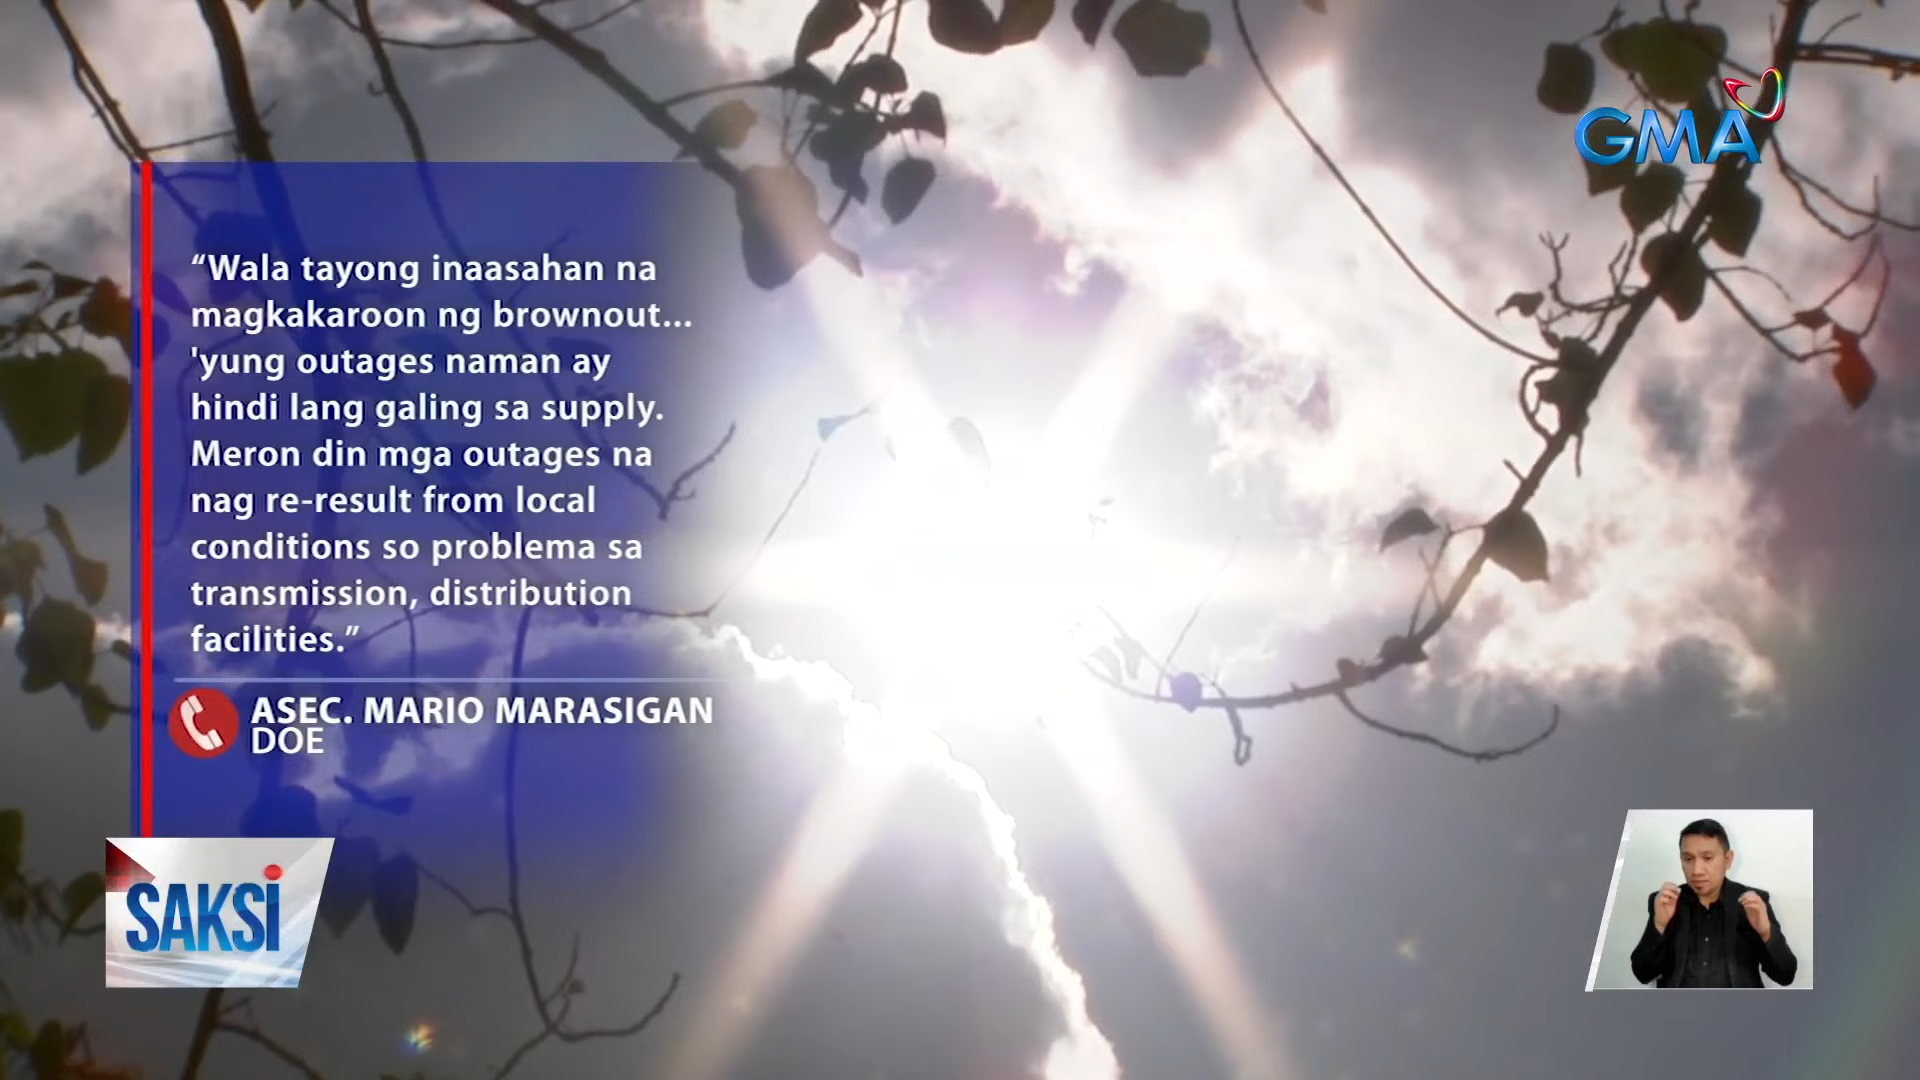 GMA
“Wala tayong inaasahan na
magkakaroon ng brownout...
'yung outages naman ay
hindi lang galing sa supply.
Meron din mga outages na
nag re-result from local
conditions so problema sa
transmission, distribution
facilities.”
ASEC. MARIO MARASIGAN
DOE
SAKSI